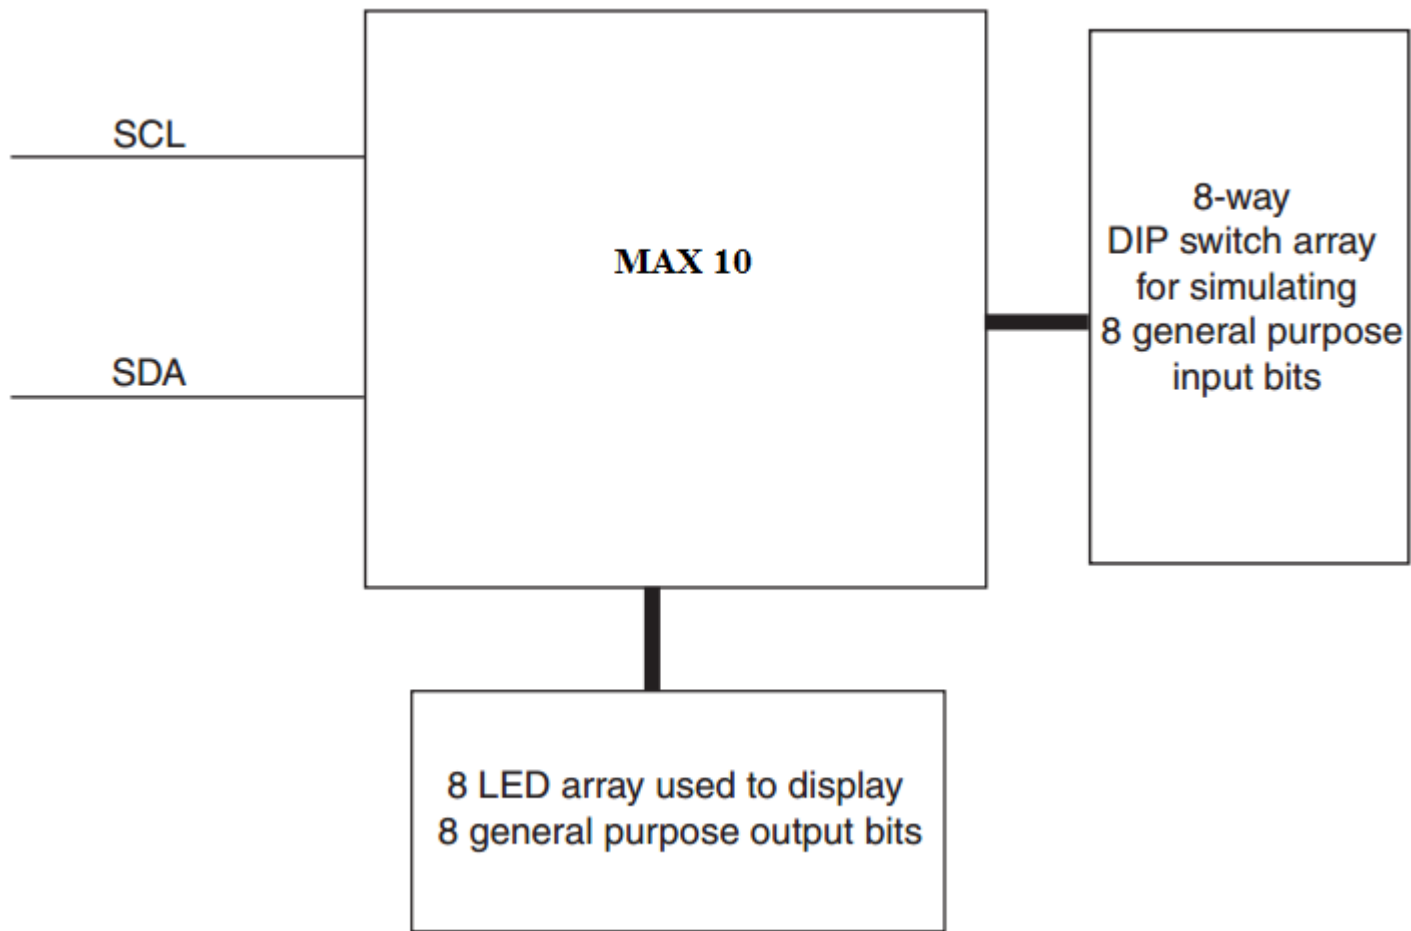 SCL
SDA
MAX 10
8-way
DIP switch array
for simulating
8 general purpose
input bits
8 LED array used to display
8 general purpose output bits